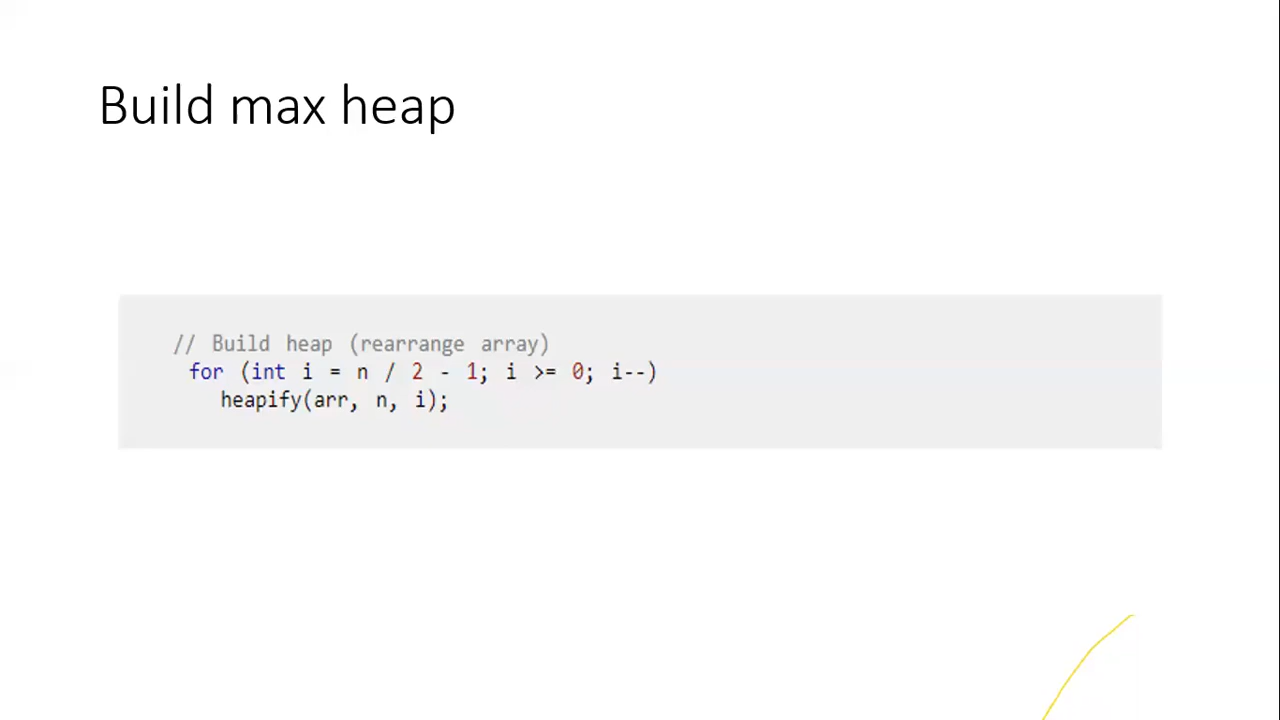 Build max heap
// Build heap (rearrange array)
for (int i = n / 2 - 1; i >= 0; i--)
heapify(arr, n, i);